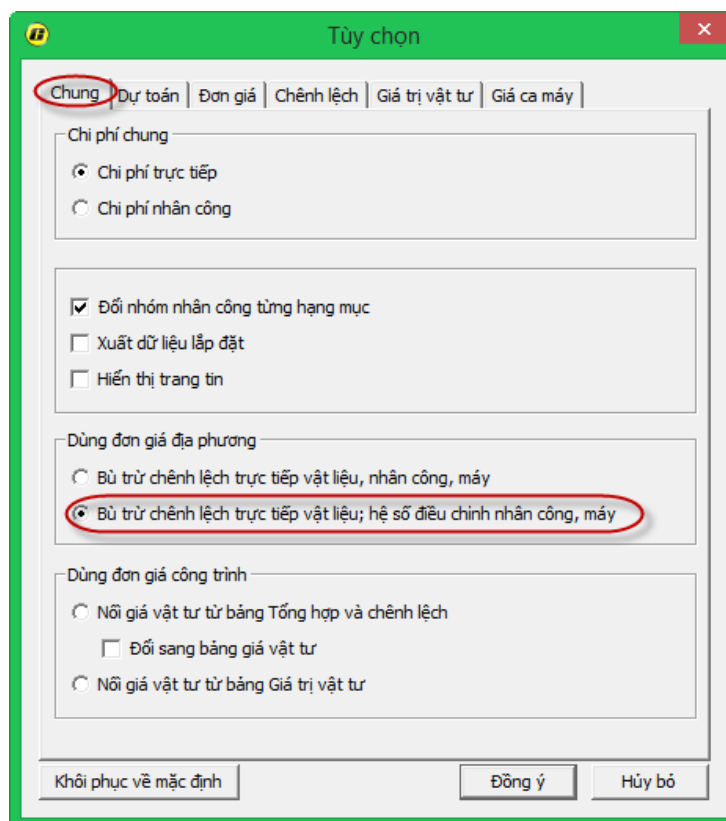 Tùy chọn
Chung Dự toán Đơn giá Chênh lệch Giá trị vật tư Giá ca máy
Chi phí chung
Chi phí trực tiếp
Chi phí nhân công
Đổi nhóm nhân công từng hạng mục
Xuất dữ liệu lắp đặt
Hiển thị trang tin
Dùng đơn giá địa phương
Bù trừ chênh lệch trực tiếp vật liệu, nhân công, máy
Bù trừ chênh lệch trực tiếp vật liệu; hệ số điều chỉnh nhân công, máy
Dùng đơn giá công trình
Nối giá vật tư từ bảng Tổng hợp và chênh lệch
Đổi sang bảng giá vật tư
Nối giá vật tư từ bảng Giá trị vật tư
Khôi phục về mặc định Đồng ý Hủy bỏ